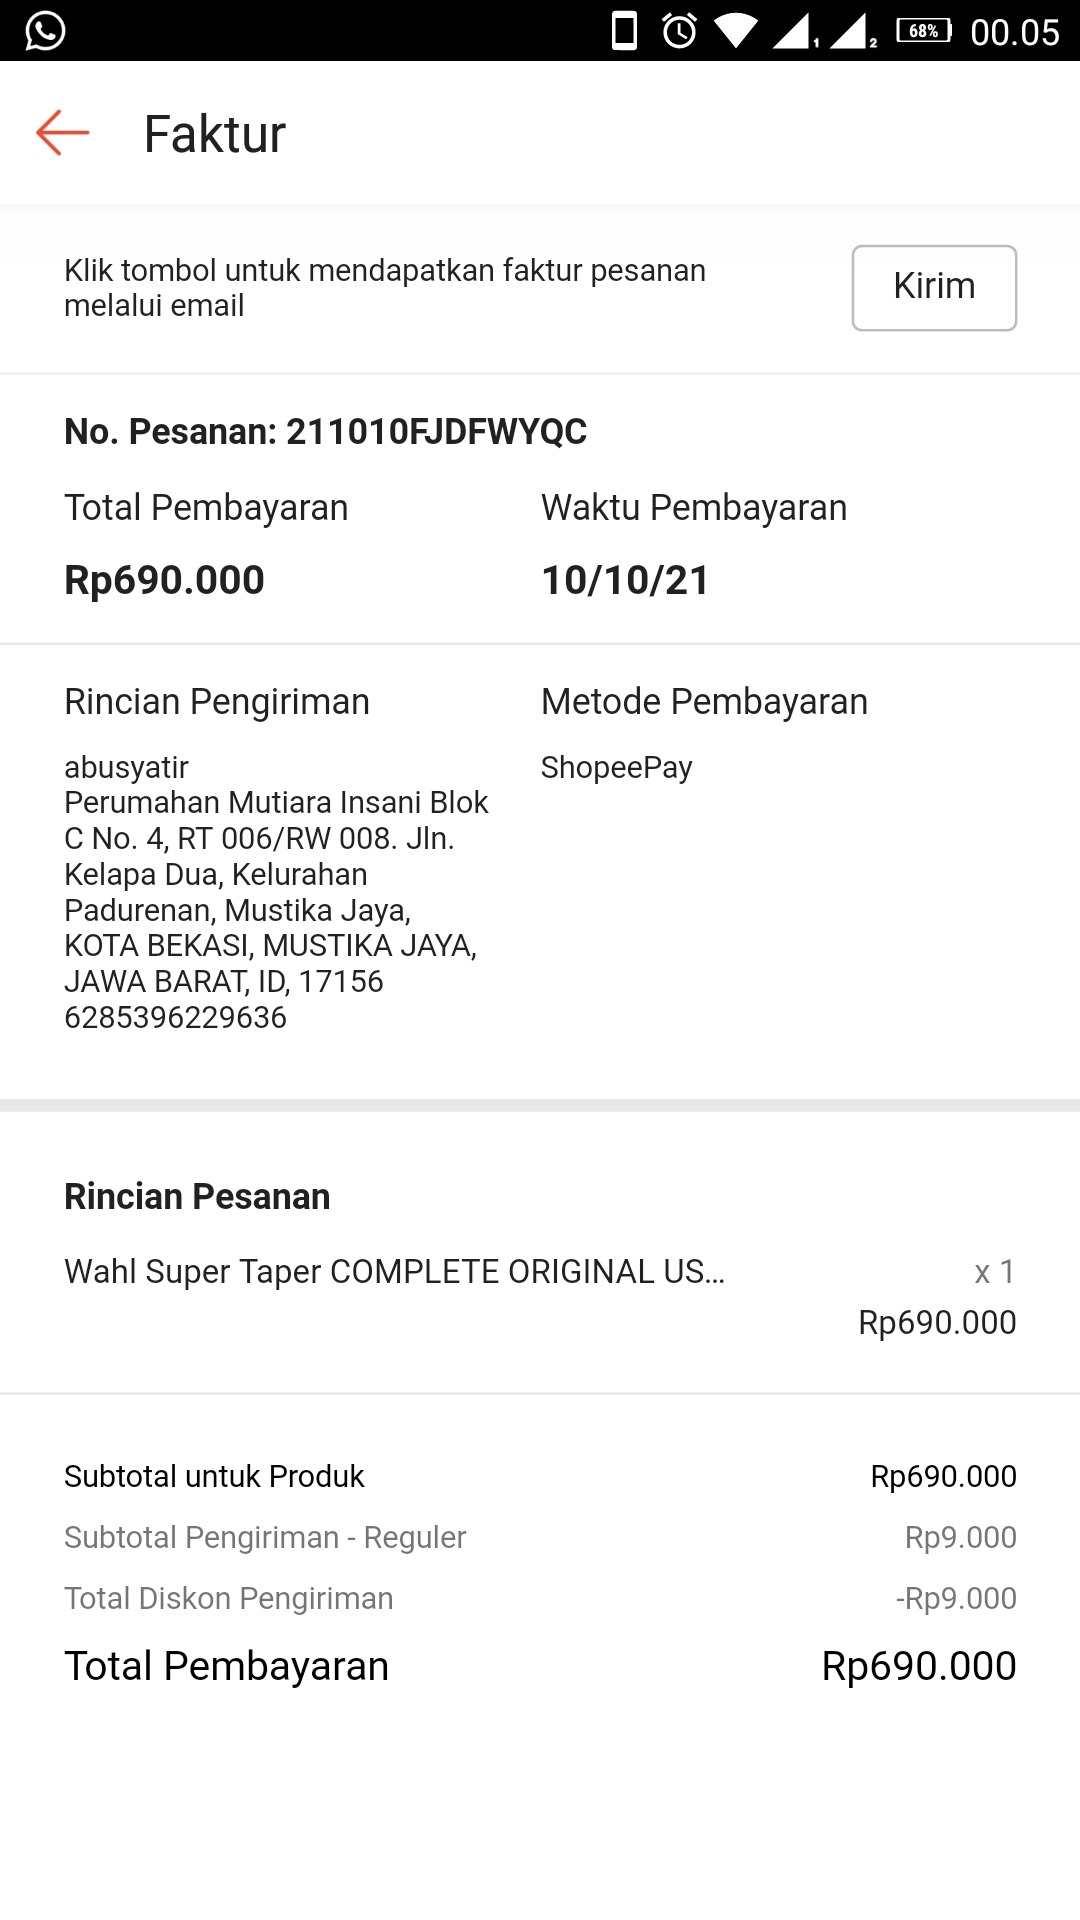 1 2 68% 00.05
Faktur
Klik tombol untuk mendapatkan faktur pesanan
melalui email
Kirim
No. Pesanan: 211010FJDFWYQC
Total Pembayaran Waktu Pembayaran
Rp690.000 10/10/21
Rincian Pengiriman Metode Pembayaran
abusyatir ShopeePay
Perumahan Mutiara Insani Blok
C No. 4, RT 006/RW 008. Jln.
Kelapa Dua, Kelurahan
Padurenan, Mustika Jaya,
KOTA BEKASI, MUSTIKA JAYA,
JAWA BARAT, ID, 17156
6285396229636
Rincian Pesanan
Wahl Super Taper COMPLETE ORIGINAL US... x 1
Rp690.000
Subtotal untuk Produk Rp690.000
Subtotal Pengiriman - Reguler Rp9.000
Total Diskon Pengiriman -Rp9.000
Total Pembayaran Rp690.000